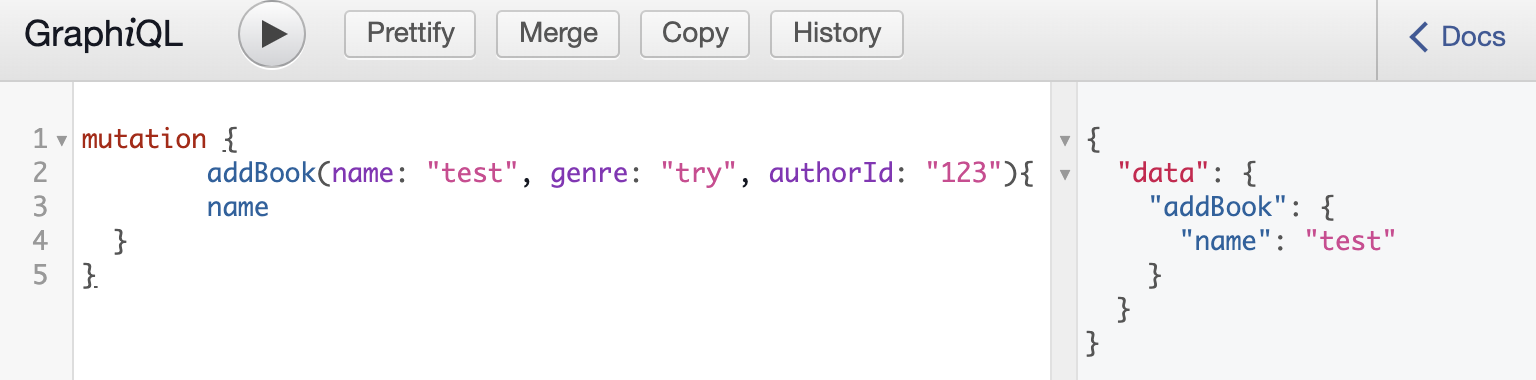 GraphiQL Prettify Merge Copy History Docs
1 mutation {
2 addBook(name: "test", genre: "try", authorId: "123"){
3 name
4 }
5 }
{
"data": {
"addBook": {
"name": "test"
}
}
}